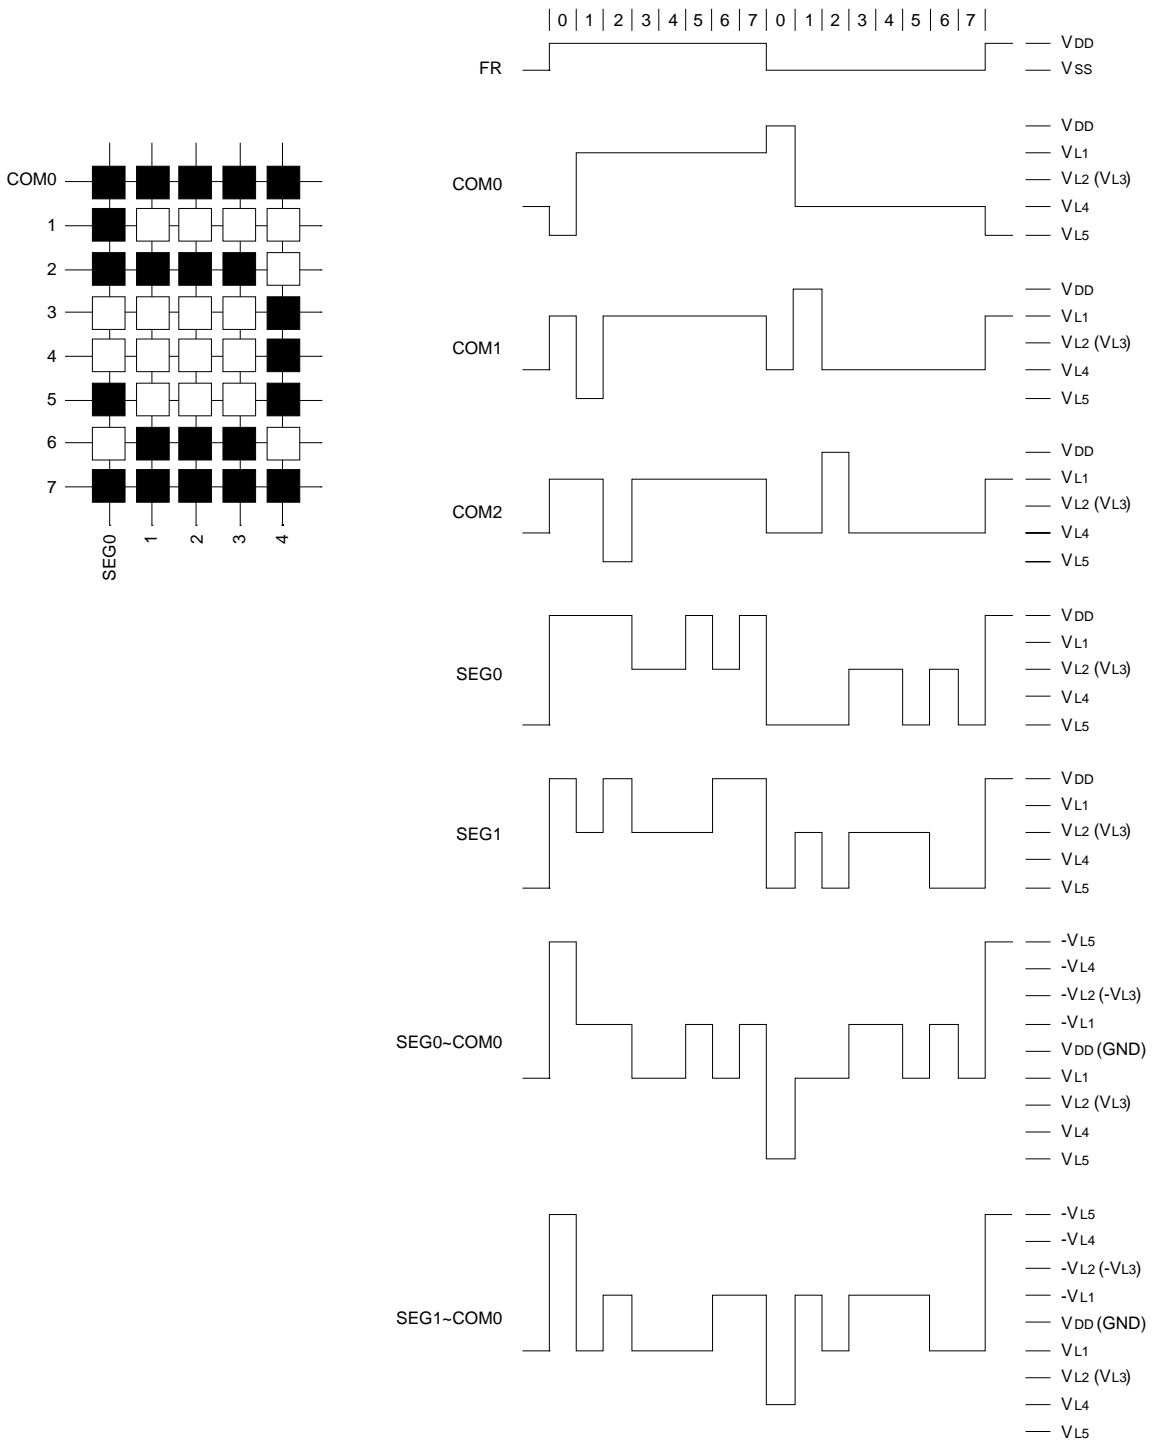 0 1 2 3 4 5 6 7 0 1 2 3 4 5 6 7
FR
VDD
VSS
COM0
1
2
3
4
5
6
7
SEG0
1
2
3
4
COM0
VDD
VL1
VL2 (VL3)
VL4
VL5
COM1
VDD
VL1
VL2 (VL3)
VL4
VL5
COM2
VDD
VL1
VL2 (VL3)
VL4
VL5
SEG0
VDD
VL1
VL2 (VL3)
VL4
VL5
SEG1
VDD
VL1
VL2 (VL3)
VL4
VL5
SEG0~COM0
-VL5
-VL4
-VL2 (-VL3)
-VL1
VDD (GND)
VL1
VL2 (VL3)
VL4
VL5
SEG1~COM0
-VL5
-VL4
-VL2 (-VL3)
-VL1
VDD (GND)
VL1
VL2 (VL3)
VL4
VL5